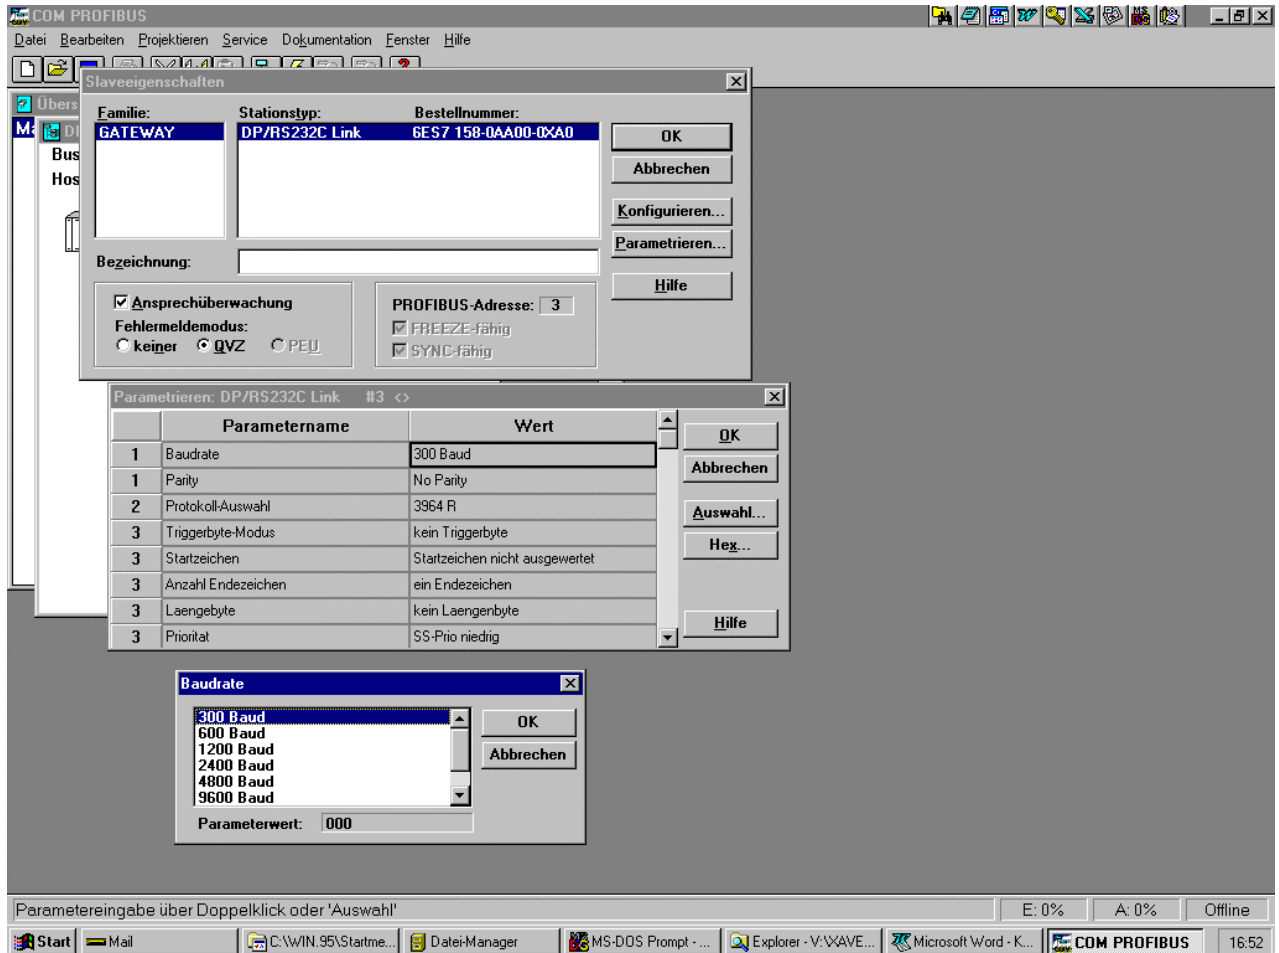 COM PROFIBUS
Datei Bearbeiten Projektieren Service Dokumentation Fenster Hilfe
Slaveeigenschaften
Familie: Stationstyp: Bestellnummer:
GATEWAY DP/RS232C Link 6ES7 158-0AA00-0XA0
OK
Abbrechen
Konfigurieren...
Parametrieren...
Hilfe
Bezeichnung:
Ansprechüberwachung
Fehlermeldemodus:
keiner QVZ PEU
PROFIBUS-Adresse: 3
FREEZE-fähig
SYNC-fähig
Übers
Ma
Bus
Hos
Parametrieren: DP/RS232C Link #3 <>
Parametername Wert
1 Baudrate 300 Baud
1 Parity No Parity
2 Protokoll-Auswahl 3964 R
3 Triggerbyte-Modus kein Triggerbyte
3 Startzeichen Startzeichen nicht ausgewertet
3 Anzahl Endezeichen ein Endezeichen
3 Laengebyte kein Laengenbyte
3 Prioritat SS-Prio niedrig
OK
Abbrechen
Auswahl...
Hex...
Hilfe
Baudrate
300 Baud
600 Baud
1200 Baud
2400 Baud
4800 Baud
9600 Baud
OK
Abbrechen
Parameterwert: 000
Parametereingabe über Doppelklick oder 'Auswahl' E: 0% A: 0% Offline
Start Mail C:\WIN.95\Startme... Datei-Manager MS-DOS Prompt - ... Explorer - V:\XAVE... Microsoft Word - K... COM PROFIBUS 16:52